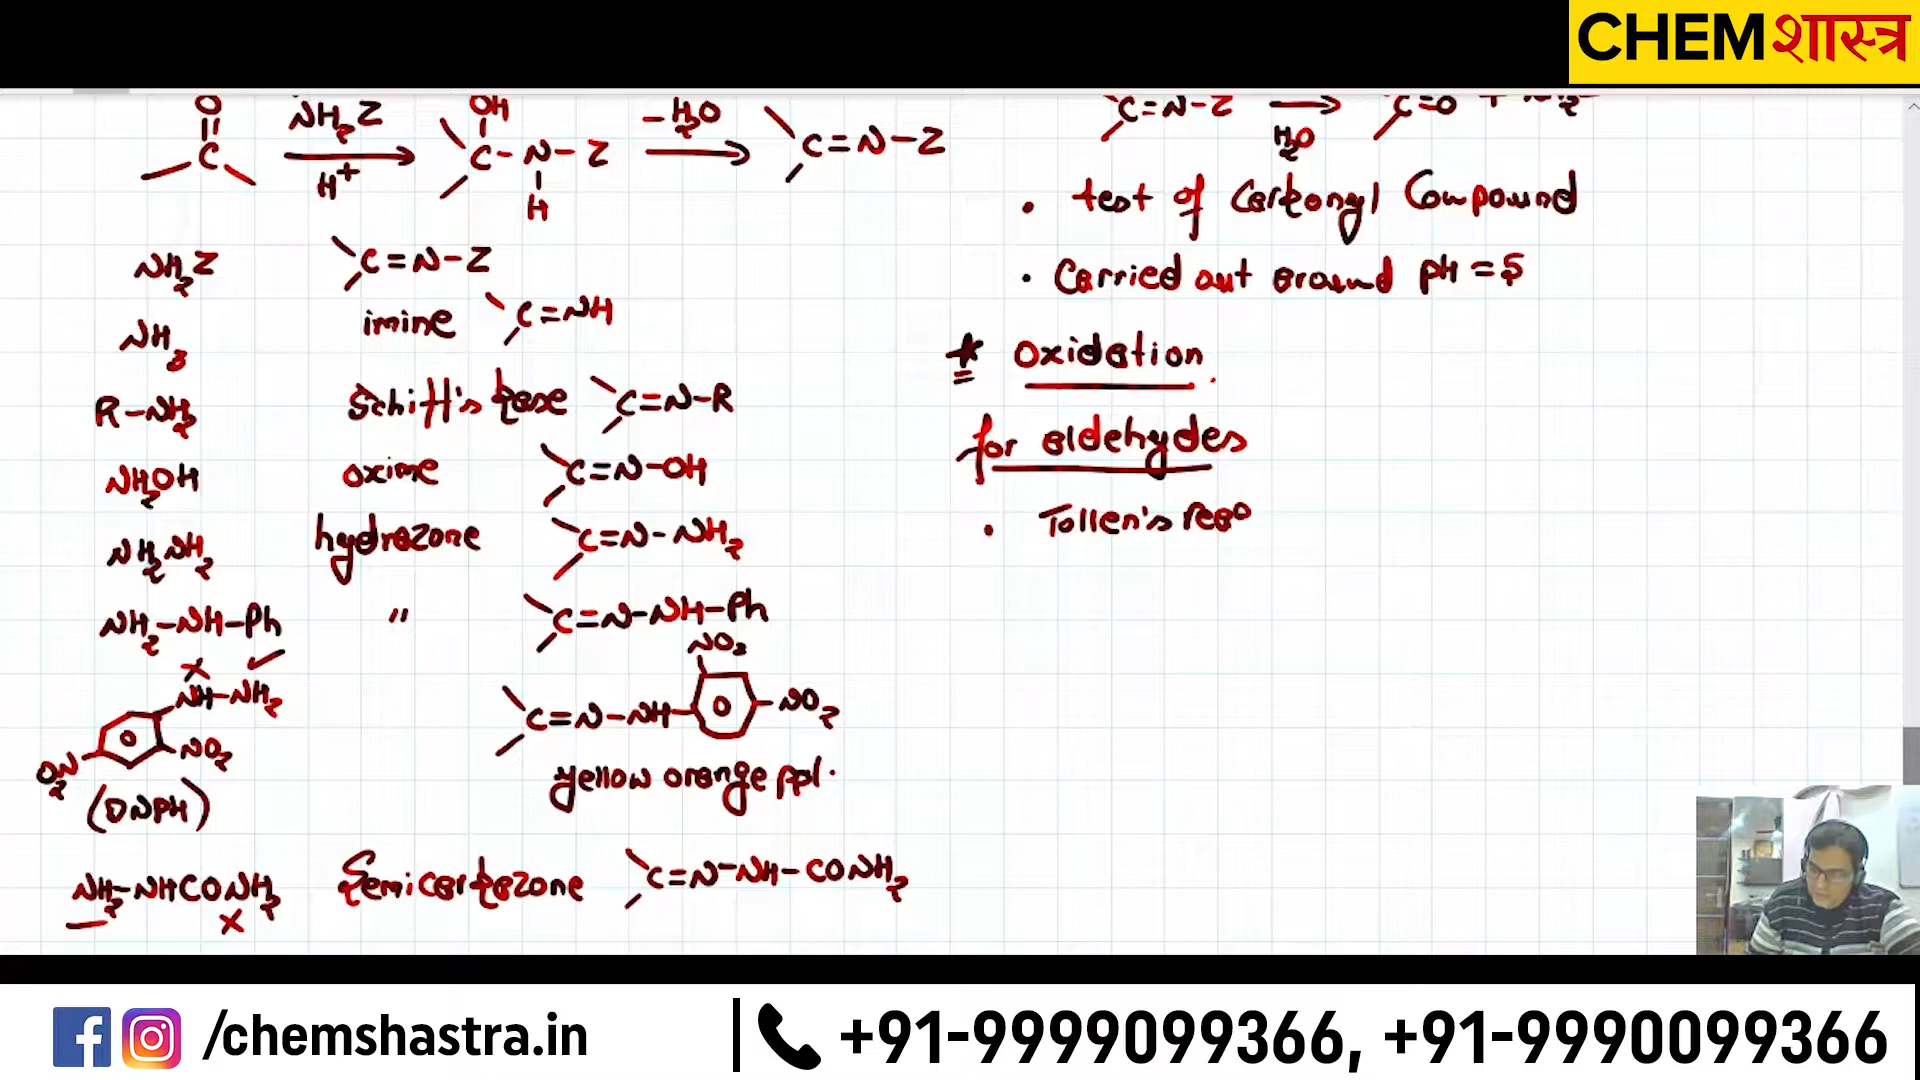 CHEMशास्त्र
O
||
C
NH2Z
H+
OH
C-N-Z
H
-H2O
C=N-Z
NH2Z C=N-Z
NH3 imine C=NH
R-NH2 Schiff's base C=N-R
NH2OH oxime C=N-OH
NH2NH2 hydrazone C=N-NH2
NH2-NH-Ph " C=N-NH-Ph
x ✓
NH-NH2
NO2
O2N
(DNPH)
NO2
C=N-NH- -NO2
yellow orange ppt.
NH2-NHCONH2 Semicarbazone C=N-NH-CONH2
x
C=N-Z → C=O +
H2O
• test of Carbonyl Compound
• Carried out around pH = 5
* Oxidation
for aldehydes
• Tollen's reag
/chemshastra.in | +91-9999099366, +91-9990099366